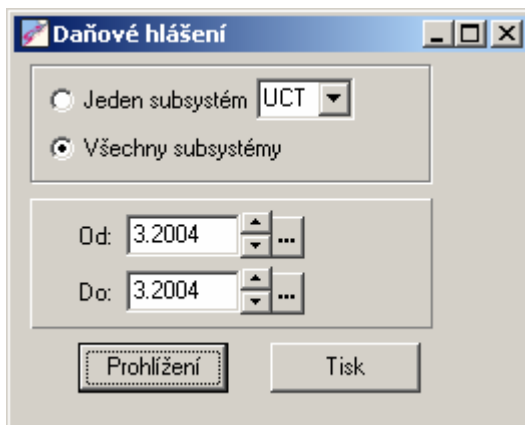 Daňové hlášení
Jeden subsystém UCT
Všechny subsystémy
Od: 3.2004 ...
Do: 3.2004 ...
Prohlížení Tisk